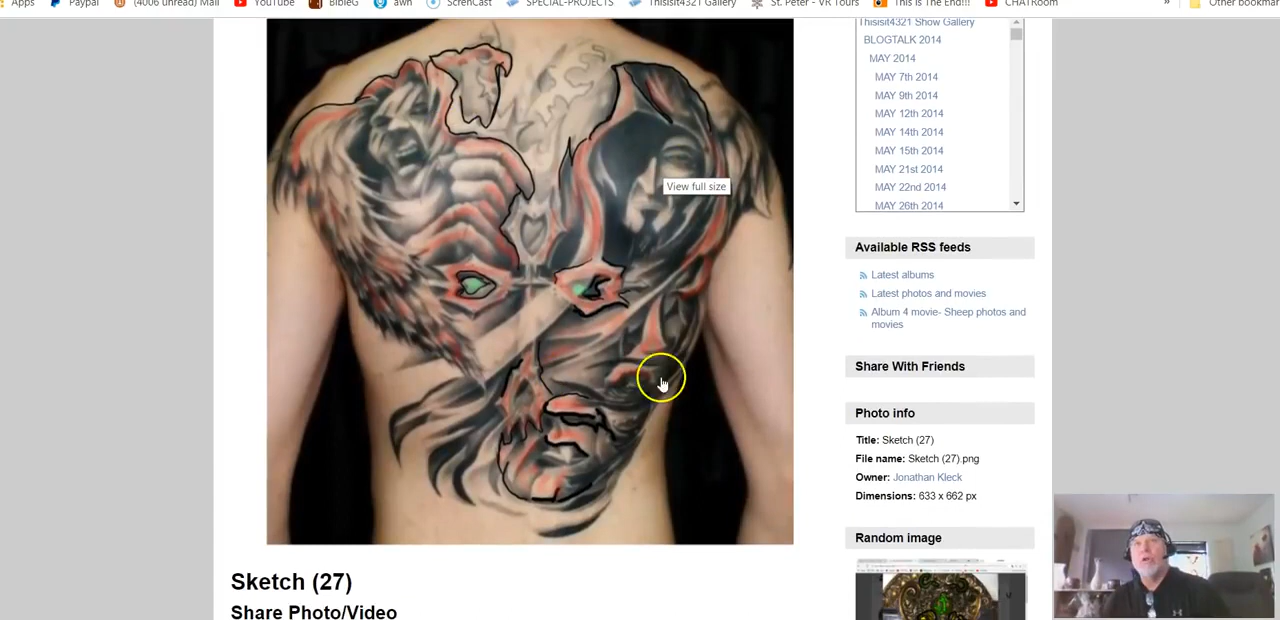 Apps Paypal (4006 unread) Mail YouTube BibleG awn ScrenCast SPECIAL-PROJECTS Thisisit4321 Gallery St. Peter - VR Tours This Is The End!!! CHATRoom » Other bookmar
Thisisit4321 Show Gallery
BLOGTALK 2014
MAY 2014
MAY 7th 2014
MAY 9th 2014
MAY 12th 2014
MAY 14th 2014
MAY 15th 2014
MAY 21st 2014
MAY 22nd 2014
MAY 26th 2014
View full size
Available RSS feeds
Latest albums
Latest photos and movies
Album 4 movie- Sheep photos and
movies
Share With Friends
Photo info
Title: Sketch (27)
File name: Sketch (27).png
Owner: Jonathan Kleck
Dimensions: 633 x 662 px
Random image
Sketch (27)
Share Photo/Video